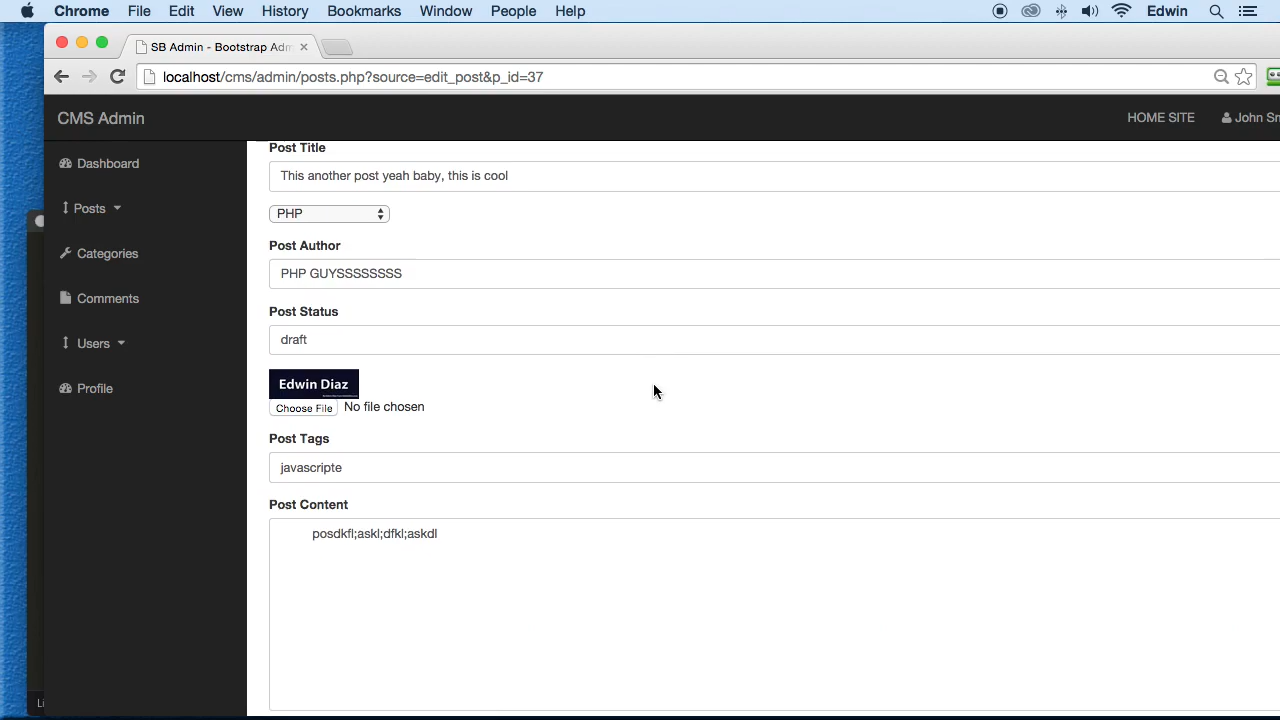 Chrome File Edit View History Bookmarks Window People Help Edwin
SB Admin - Bootstrap Adm
localhost/cms/admin/posts.php?source=edit_post&p_id=37
CMS Admin HOME SITE John Sm
Dashboard
Posts
Categories
Comments
Users
Profile
Post Title
This another post yeah baby, this is cool
PHP
Post Author
PHP GUYSSSSSSSS
Post Status
draft
Edwin Diaz
Choose File No file chosen
Post Tags
javascripte
Post Content
posdkfl;askl;dfkl;askdl
Li